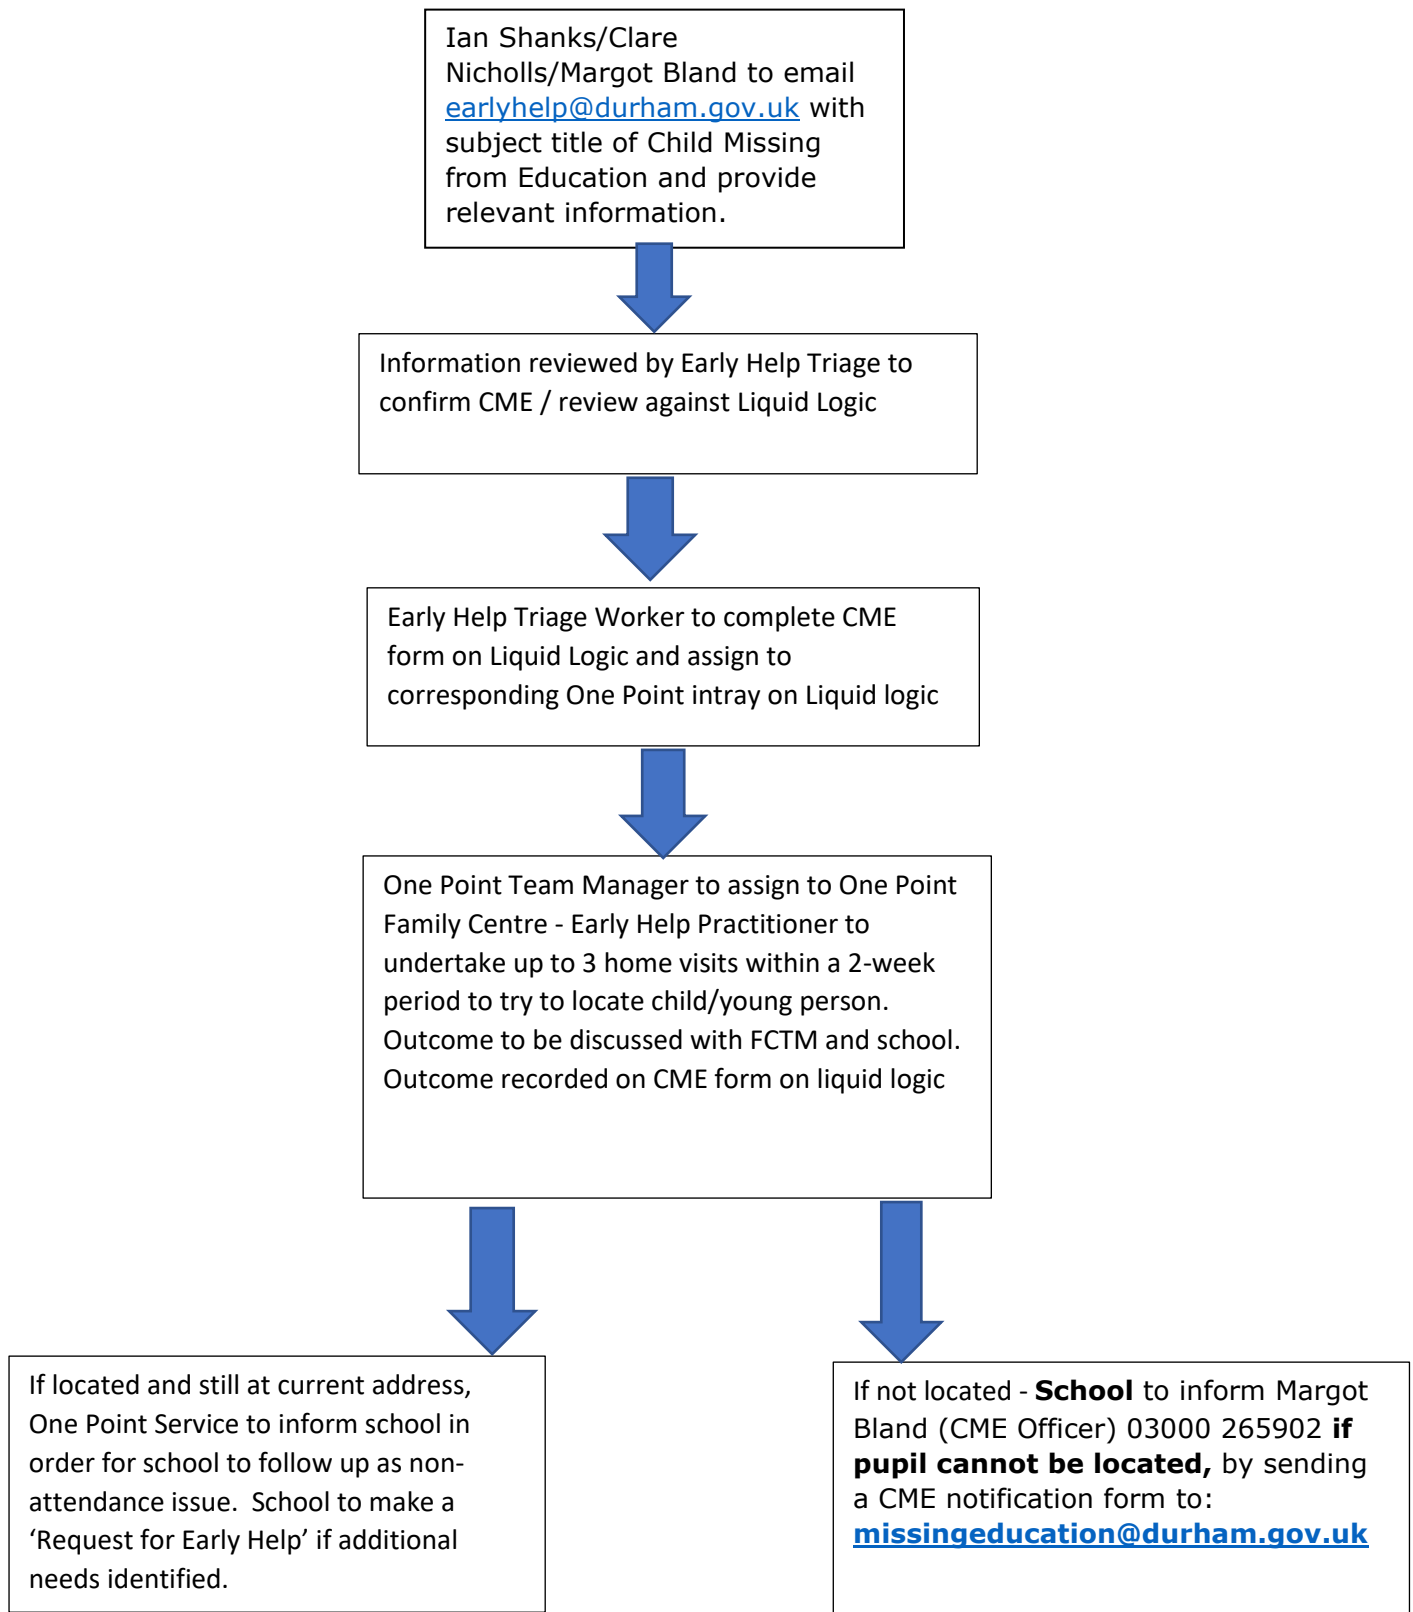 Ian Shanks/Clare
Nicholls/Margot Bland to email
earlyhelp@durham.gov.uk with
subject title of Child Missing
from Education and provide
relevant information.
Information reviewed by Early Help Triage to
confirm CME / review against Liquid Logic
Early Help Triage Worker to complete CME
form on Liquid Logic and assign to
corresponding One Point intray on Liquid logic
One Point Team Manager to assign to One Point
Family Centre - Early Help Practitioner to
undertake up to 3 home visits within a 2-week
period to try to locate child/young person.
Outcome to be discussed with FCTM and school.
Outcome recorded on CME form on liquid logic
If located and still at current address,
One Point Service to inform school in
order for school to follow up as non-
attendance issue.  School to make a
‘Request for Early Help’ if additional
needs identified.
If not located - School to inform Margot
Bland (CME Officer) 03000 265902 if
pupil cannot be located, by sending
a CME notification form to:
missingeducation@durham.gov.uk